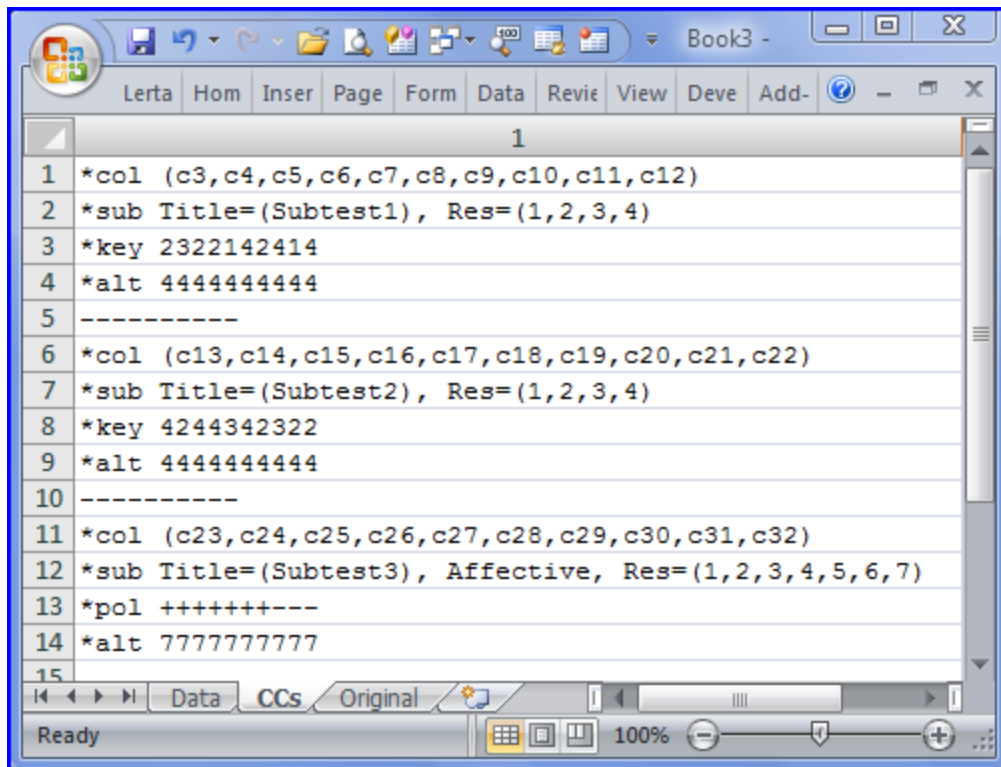 Book3 -
Lerta Hom Inser Page Form Data Revie View Deve Add-
1
1 *col (c3,c4,c5,c6,c7,c8,c9,c10,c11,c12)
2 *sub Title=(Subtest1), Res=(1,2,3,4)
3 *key 2322142414
4 *alt 4444444444
5 ----------
6 *col (c13,c14,c15,c16,c17,c18,c19,c20,c21,c22)
7 *sub Title=(Subtest2), Res=(1,2,3,4)
8 *key 4244342322
9 *alt 4444444444
10 ----------
11 *col (c23,c24,c25,c26,c27,c28,c29,c30,c31,c32)
12 *sub Title=(Subtest3), Affective, Res=(1,2,3,4,5,6,7)
13 *pol +++++++---
14 *alt 7777777777
15
Data CCs Original
Ready 100%